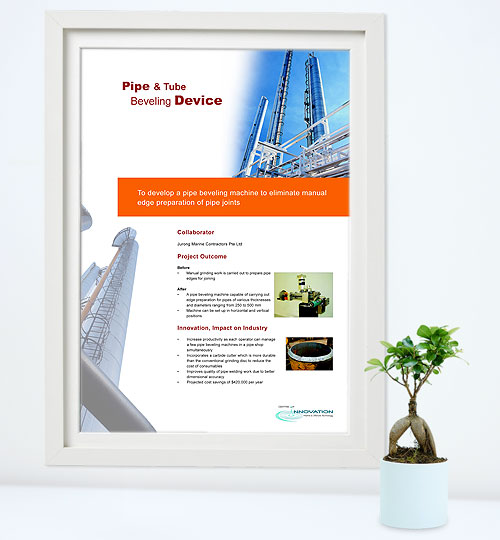 Pipe & Tube
Beveling Device
To develop a pipe beveling machine to eliminate manual
edge preparation of pipe joints
Collaborator
Jurong Marine Contractors Pte Ltd
Project Outcome
Before
• Manual grinding work is carried out to prepare pipe
edges for joining
After
• A pipe beveling machine capable of carrying out
edge preparation for pipes of various thicknesses
and diameters ranging from 250 to 500 mm
• Machine can be set up in horizontal and vertical
positions
Innovation, Impact on Industry
• Increase productivity as each operator can manage
a few pipe beveling machines in a pipe shop
simultaneously
• Incorporates a carbide cutter which is more durable
than the conventional grinding disc to reduce the
cost of consumables
• Improves quality of pipe welding work due to better
dimensional accuracy
• Projected cost savings of $420,000 per year
CENTRE OF
INNOVATION